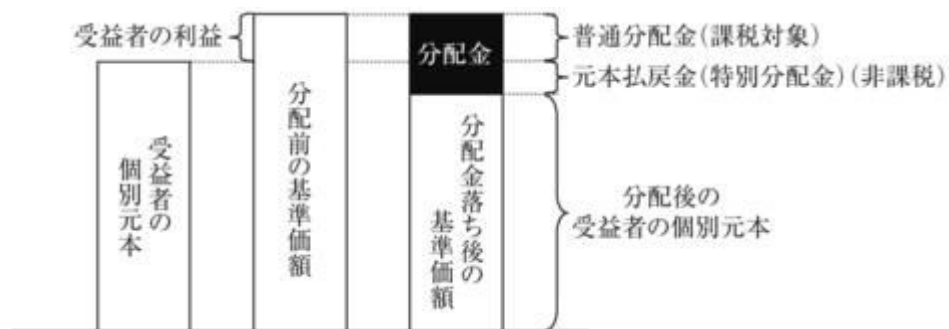 受益者の利益
分配金
普通分配金(課税対象)
元本払戻金(特別分配金)(非課税)
受益者の
個別元本
分配前の基準価額
分配金落ち後の
基準価額
分配後の
受益者の個別元本